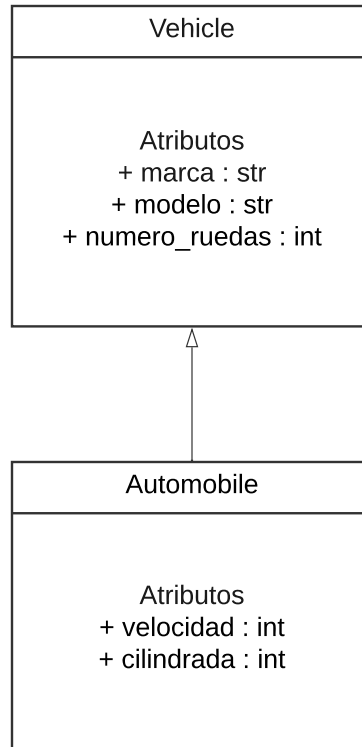 Vehicle
Atributos
+ marca : str
+ modelo : str
+ numero_ruedas : int
Automobile
Atributos
+ velocidad : int
+ cilindrada : int